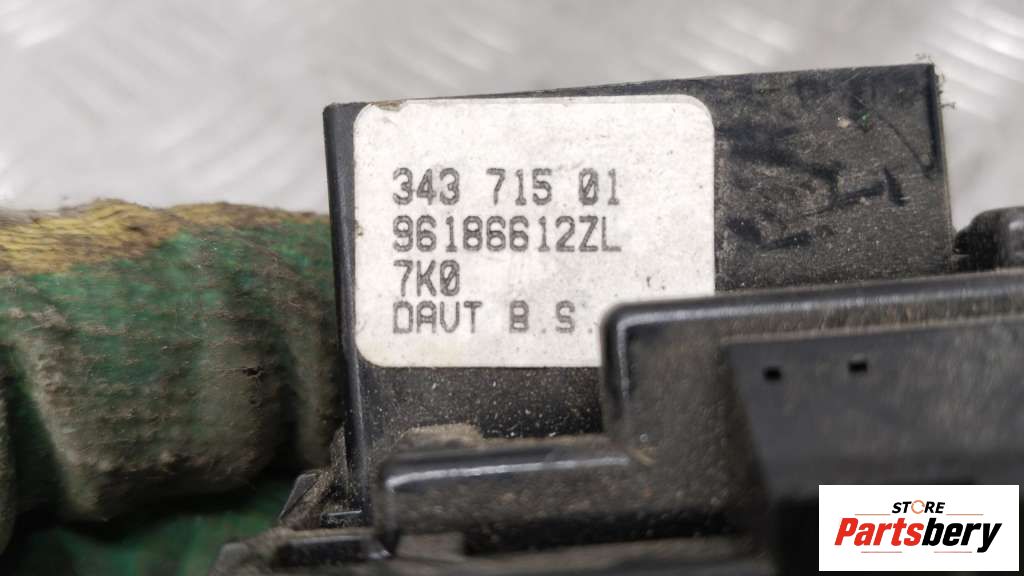 343 715 01
96186612ZL
7K0
DAVT B.S.
STORE
Partsbery